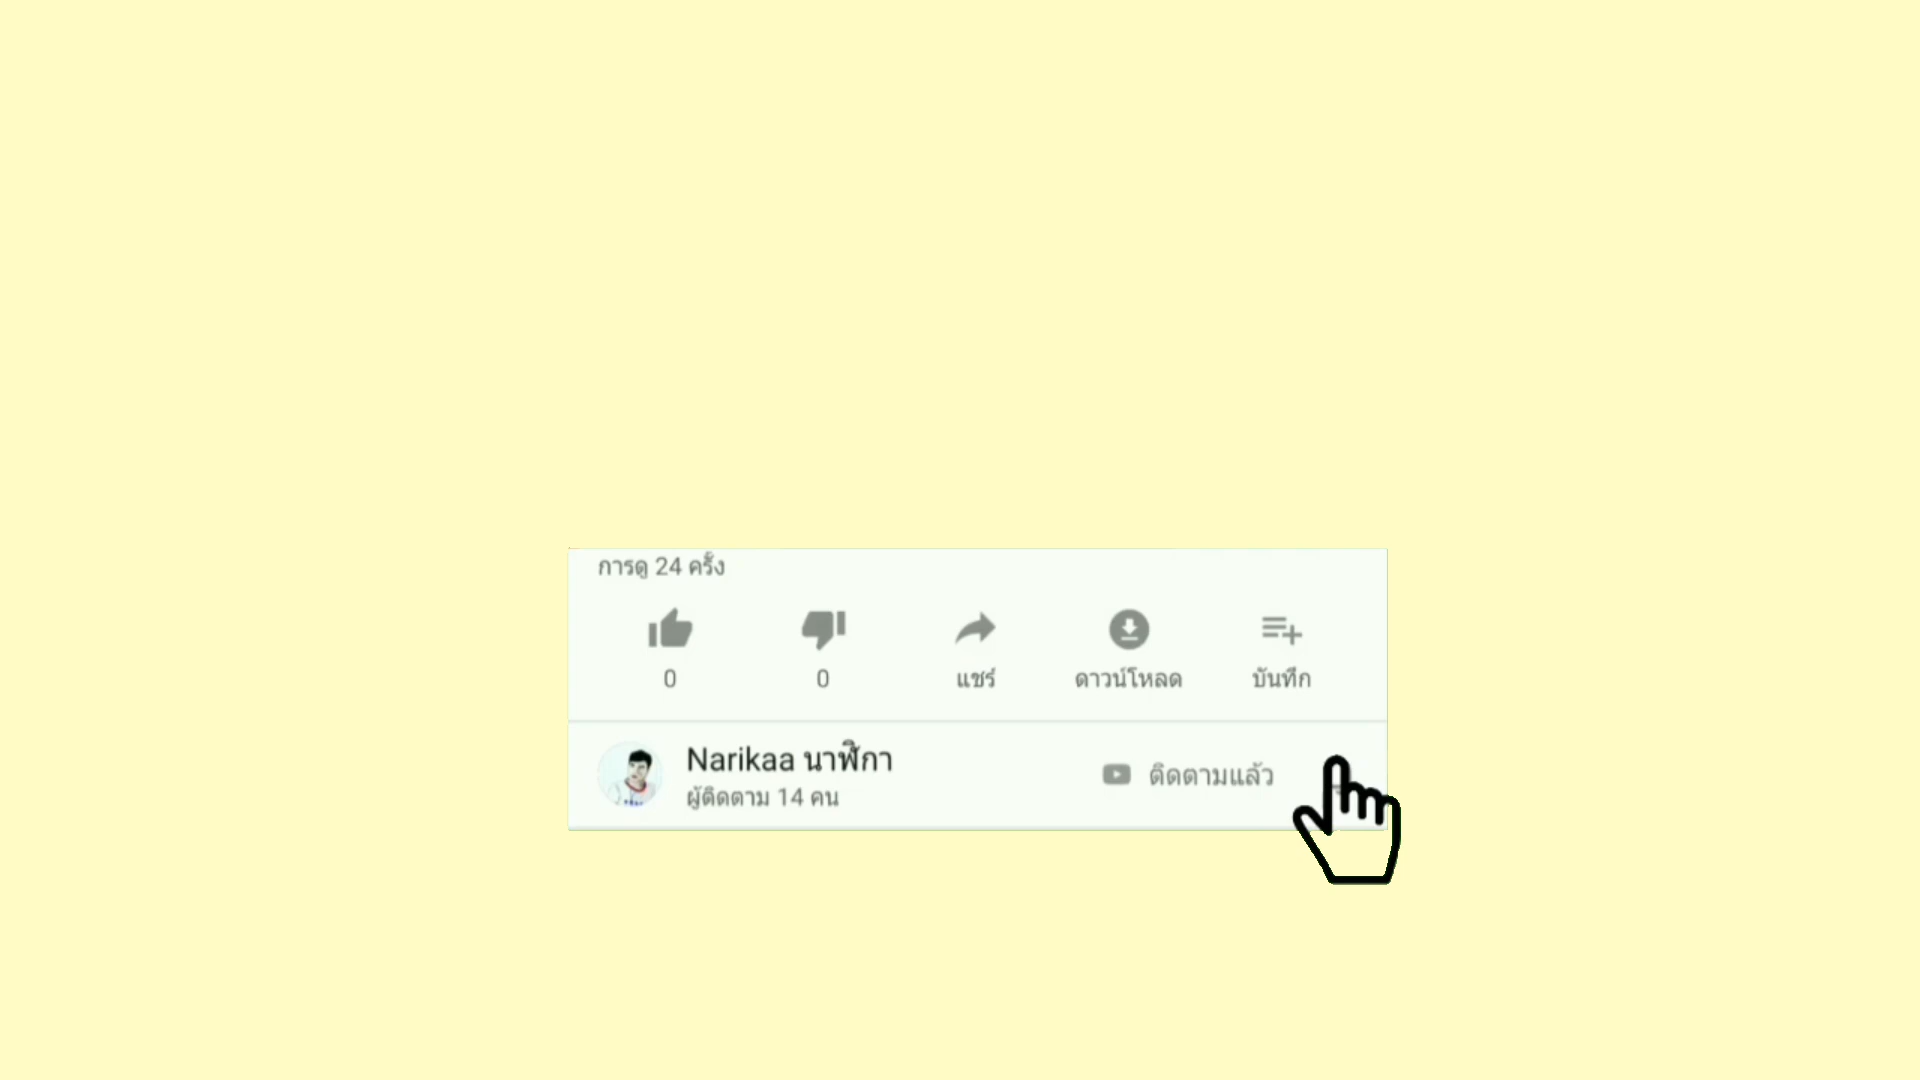 การดู 24 ครั้ง
0 0 แชร์ ดาวน์โหลด บันทึก
Narikaa นาฬิกา
ติดตามแล้ว
ผู้ติดตาม 14 คน